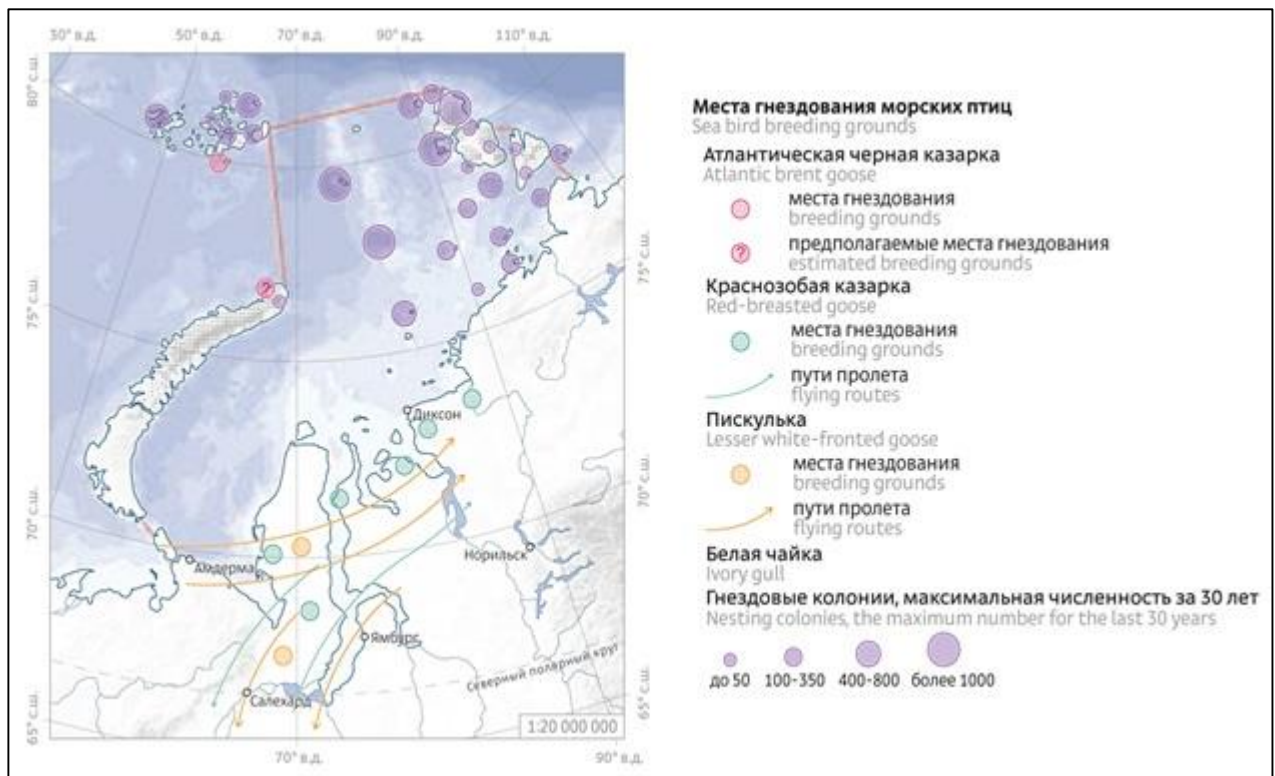 30° в.д.
50° в.д.
70° в.д.
90° в.д.
110° в.д.
80° с.ш.
75° с.ш.
70° с.ш.
65° с.ш.
75° с.ш.
70° с.ш.
65° с.ш.
Диксон
Норильск
Амдерма
Ямбург
Северный полярный круг
Салехард
1:20 000 000
70° в.д.
90° в.д.
Места гнездования морских птиц
Sea bird breeding grounds
Атлантическая черная казарка
Atlantic brent goose
места гнездования
breeding grounds
?
предполагаемые места гнездования
estimated breeding grounds
Краснозобая казарка
Red-breasted goose
места гнездования
breeding grounds
пути пролета
flying routes
Пискулька
Lesser white-fronted goose
места гнездования
breeding grounds
пути пролета
flying routes
Белая чайка
Ivory gull
Гнездовые колонии, максимальная численность за 30 лет
Nesting colonies, the maximum number for the last 30 years
до 50 100-350 400-800 более 1000